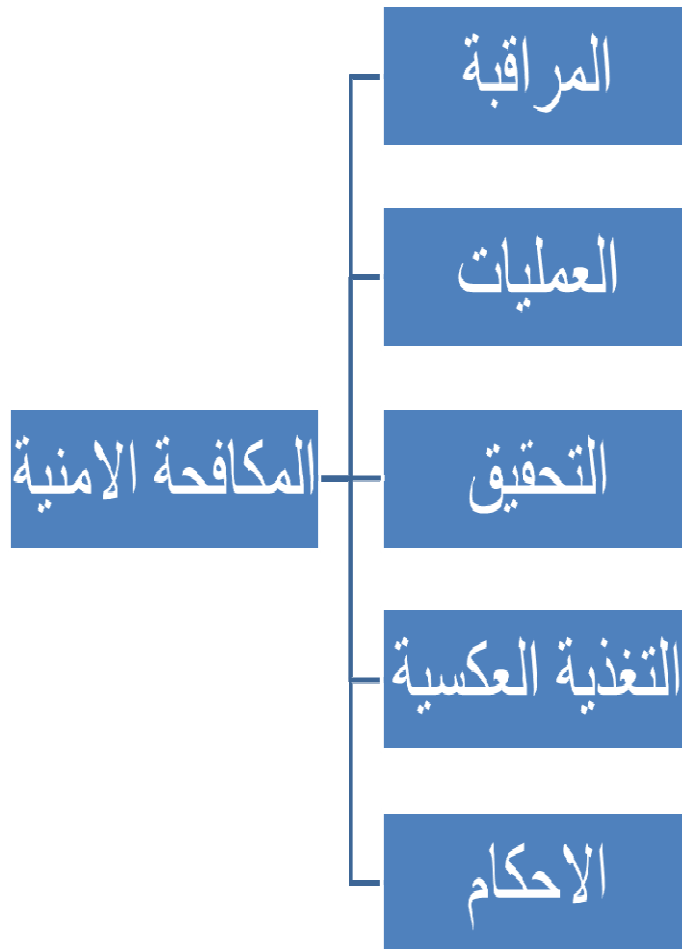 المراقبة
العمليات
المكافحة الامنية
التحقيق
التغذية العكسية
الاحكام